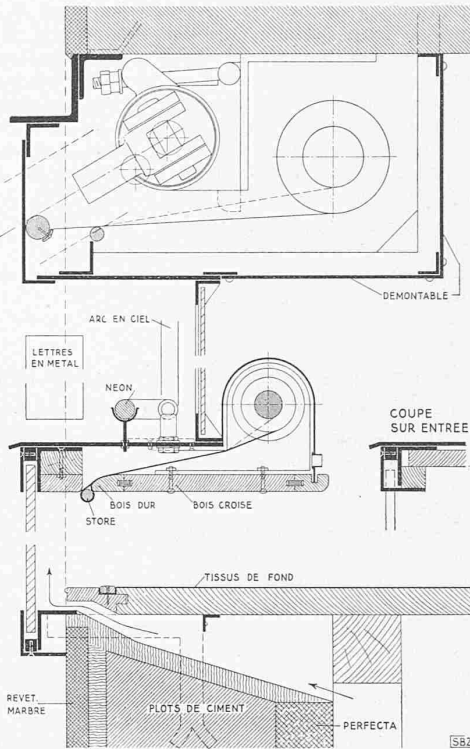 DEMONTABLE
ARC EN CIEL
LETTRES
EN METAL
NEON
COUPE
SUR ENTREE
BOIS DUR
BOIS CROISE
STORE
TISSUS DE FOND
REVET.
MARBRE
PLOTS DE CIMENT
PERFECTA
SBZ